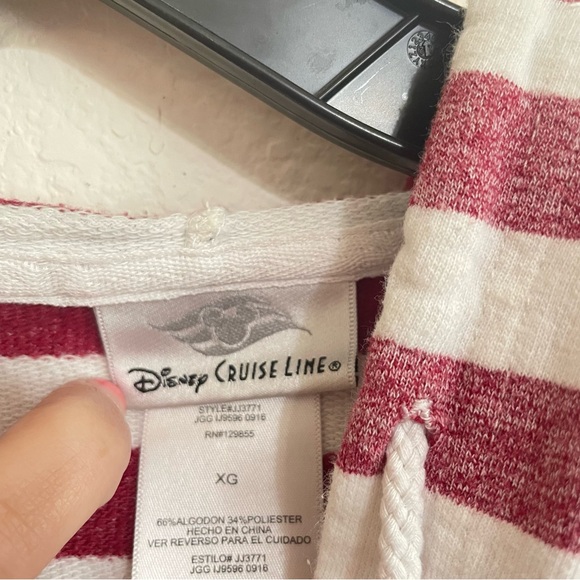 Disney CRUISE LINE®
STYLE#JJ3771
JGG IJ9596 0916
RN#129855
XG
66%ALGODON 34%POLIESTER
HECHO EN CHINA
VER REVERSO PARA EL CUIDADO
ESTILO# JJ3771
JGG IJ9596 0916